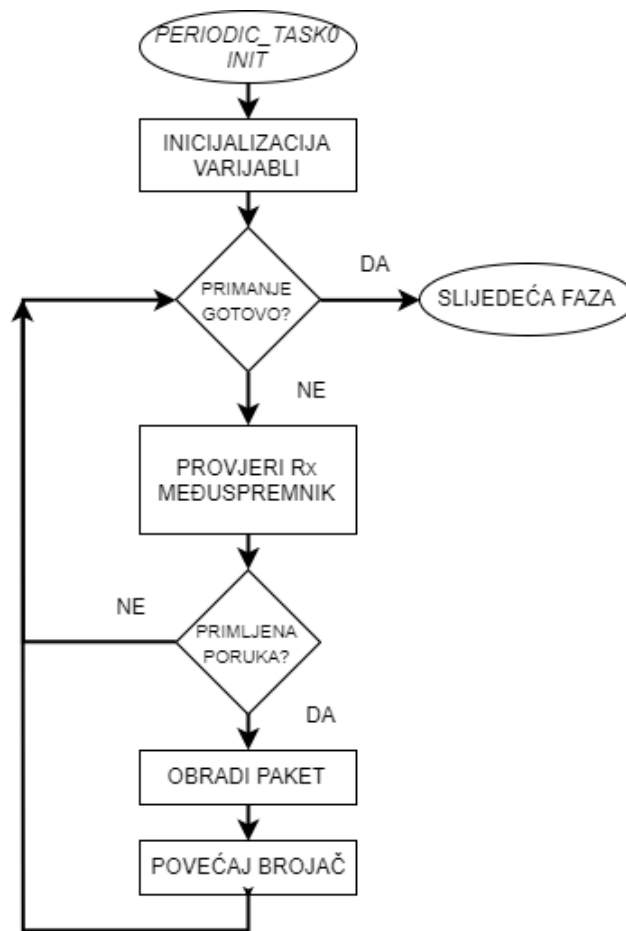 PERIODIC_TASK0
INIT
INICIJALIZACIJA
VARIJABLI
PRIMANJE
GOTOVO?
DA
SLIJEDEĆA FAZA
NE
PROVJERI Rx
MEĐUSPREMNIK
NE
PRIMLJENA
PORUKA?
DA
OBRADI PAKET
POVEĆAJ BROJAČ